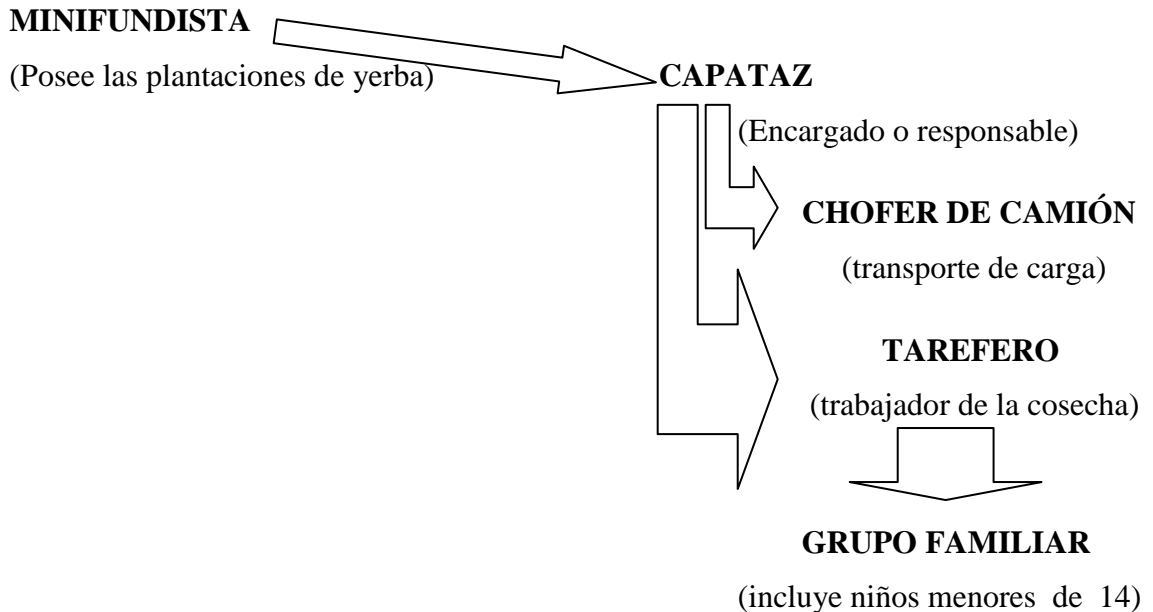 MINIFUNDISTA
(Posee las plantaciones de yerba)
CAPATAZ
(Encargado o responsable)
CHOFER DE CAMIÓN
(transporte de carga)
TAREFERO
(trabajador de la cosecha)
GRUPO FAMILIAR
(incluye niños menores de 14)